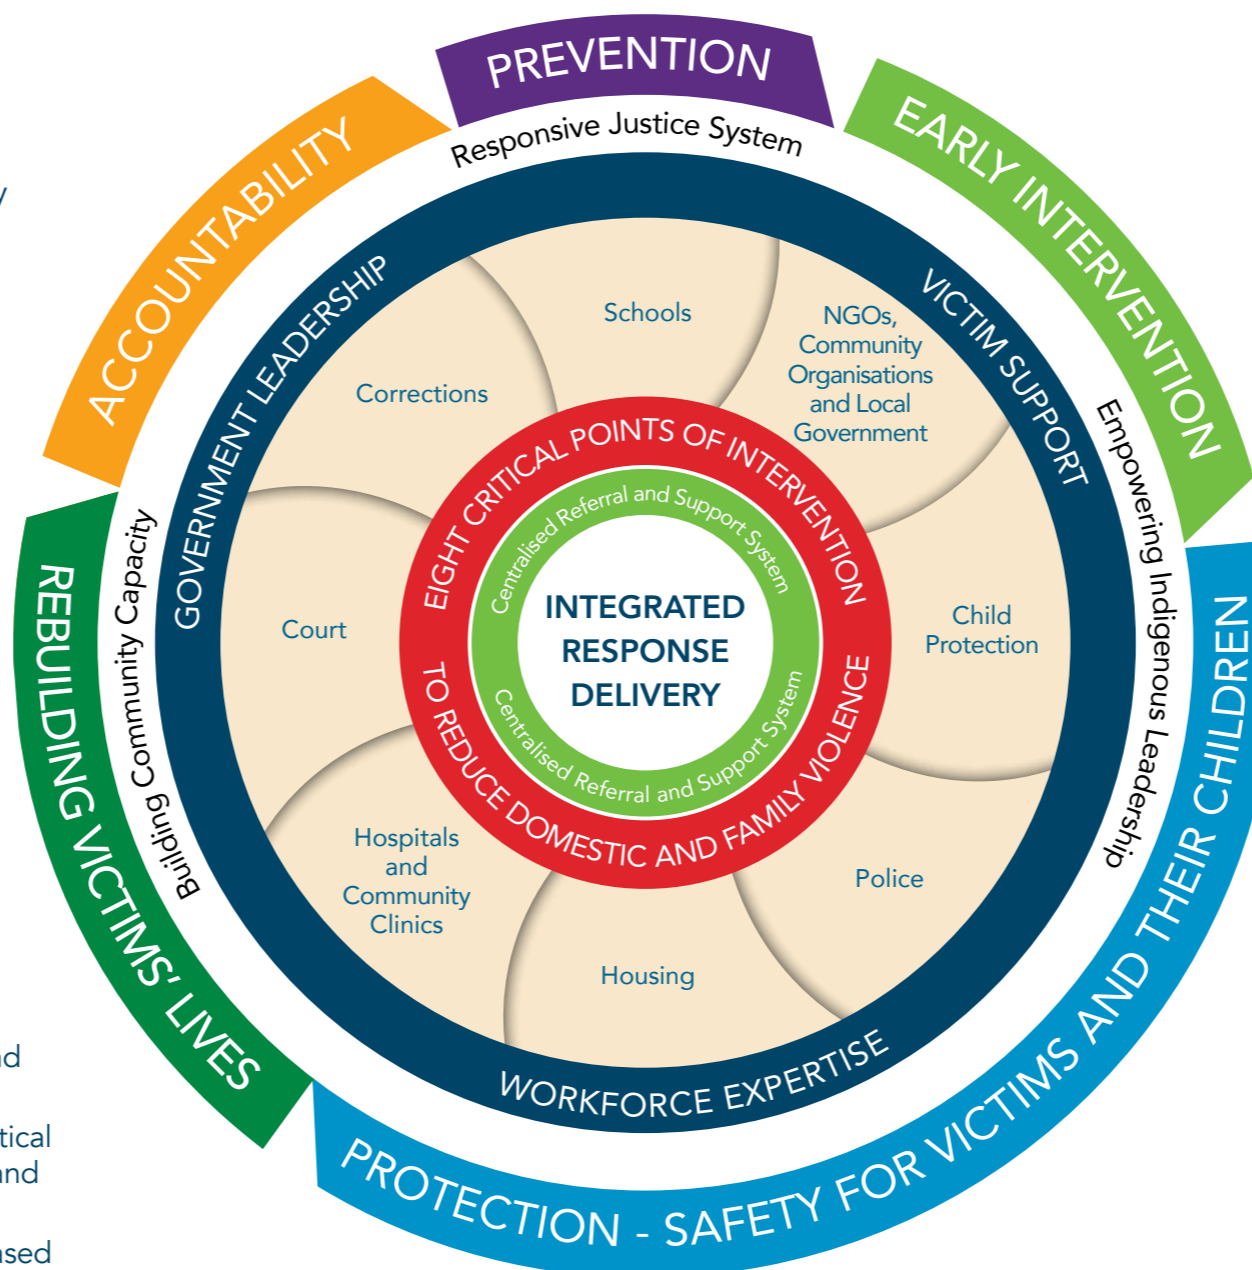 PREVENTION
EARLY INTERVENTION
PROTECTION - SAFETY FOR VICTIMS AND THEIR CHILDREN
REBUILDING VICTIMS' LIVES
ACCOUNTABILITY
Responsive Justice System
Empowering Indigenous Leadership
Building Community Capacity
GOVERNMENT LEADERSHIP
VICTIM SUPPORT
WORKFORCE EXPERTISE
Schools
NGOs,
Community
Organisations
and Local
Government
Child
Protection
Police
Housing
Hospitals
and
Community
Clinics
Court
Corrections
EIGHT CRITICAL POINTS OF INTERVENTION
TO REDUCE DOMESTIC AND FAMILY VIOLENCE
Centralised Referral and Support System
Centralised Referral and Support System
INTEGRATED
RESPONSE
DELIVERY
and